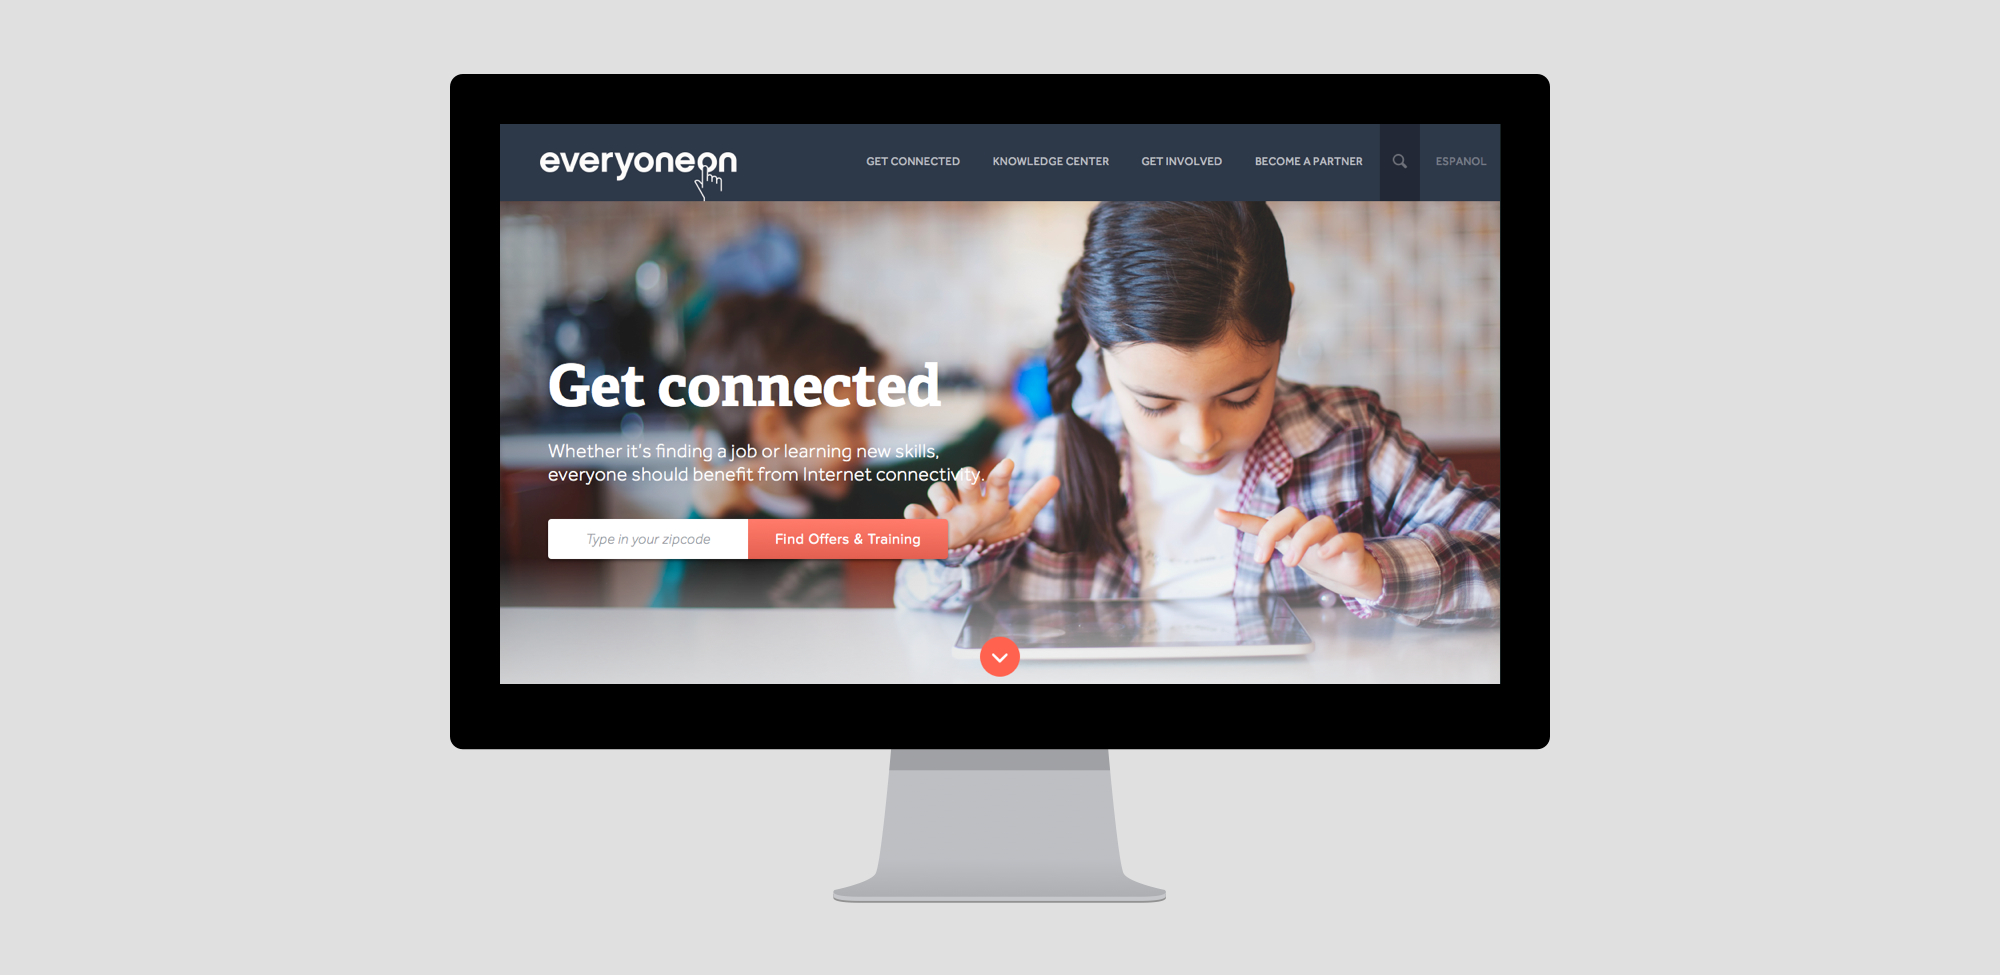 everyoneon
GET CONNECTED
KNOWLEDGE CENTER
GET INVOLVED
BECOME A PARTNER
ESPANOL
Get connected
Whether it's finding a job or learning new skills,
everyone should benefit from Internet connectivity.
Type in your zipcode
Find Offers & Training